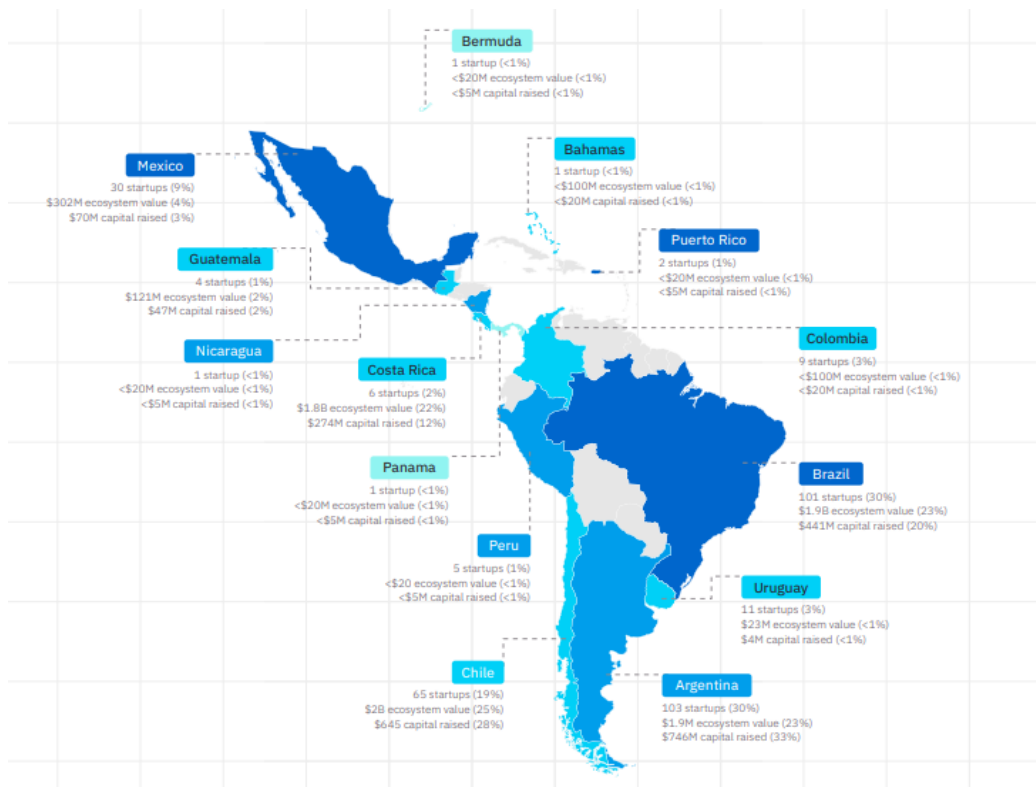 Bermuda
1 startup (<1%)
<$20M ecosystem value (<1%)
<$5M capital raised (<1%)
Bahamas
1 startup (<1%)
<$100M ecosystem value (<1%)
<$20M capital raised (<1%)
Mexico
30 startups (9%)
$302M ecosystem value (4%)
$70M capital raised (3%)
Puerto Rico
2 startups (1%)
<$20M ecosystem value (<1%)
<$5M capital raised (<1%)
Guatemala
4 startups (1%)
$121M ecosystem value (2%)
$47M capital raised (2%)
Colombia
9 startups (3%)
<$100M ecosystem value (<1%)
<$20M capital raised (<1%)
Nicaragua
1 startup (<1%)
<$20M ecosystem value (<1%)
<$5M capital raised (<1%)
Costa Rica
6 startups (2%)
$1.8B ecosystem value (22%)
$274M capital raised (12%)
Panama
1 startup (<1%)
<$20M ecosystem value (<1%)
<$5M capital raised (<1%)
Brazil
101 startups (30%)
$1.9B ecosystem value (23%)
$441M capital raised (20%)
Peru
5 startups (1%)
<$20 ecosystem value (<1%)
<$5M capital raised (<1%)
Uruguay
11 startups (3%)
$23M ecosystem value (<1%)
$4M capital raised (<1%)
Chile
65 startups (19%)
$2B ecosystem value (25%)
$645 capital raised (28%)
Argentina
103 startups (30%)
$1.9M ecosystem value (23%)
$746M capital raised (33%)